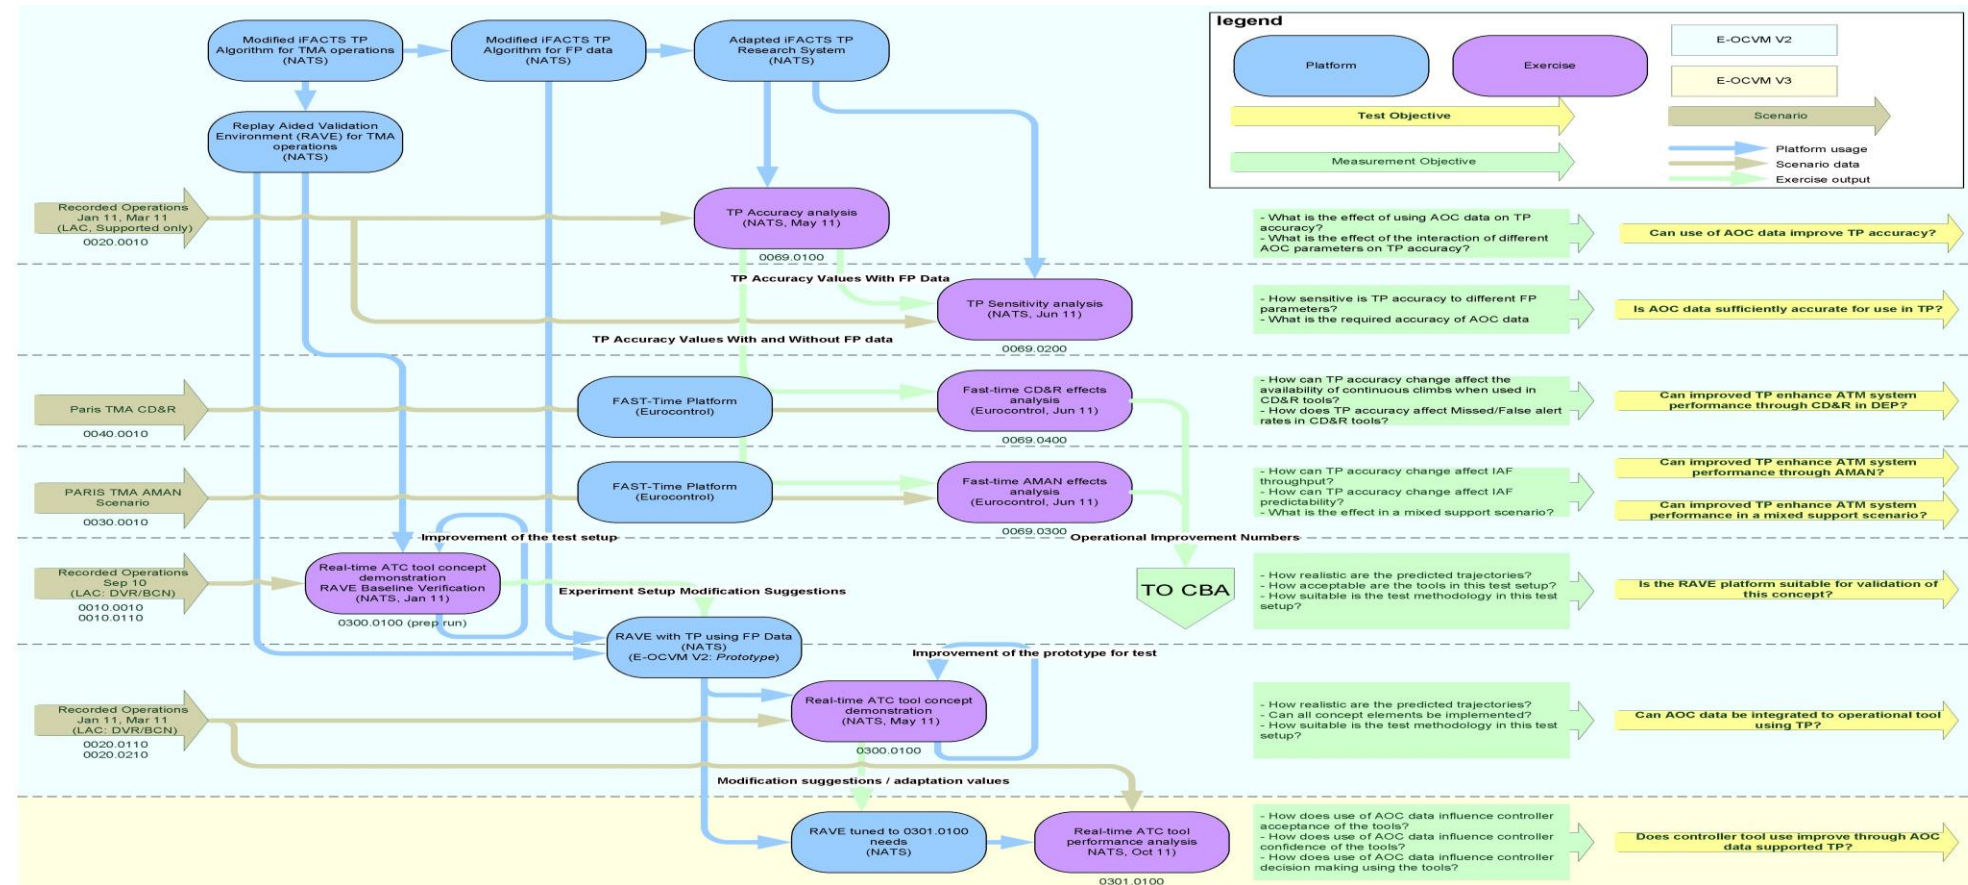 legend
Modified iFACTS TP
Algorithm for TMA operations
(NATS)
Modified iFACTS TP
Algorithm for FP data
(NATS)
Adapted iFACTS TP
Research System
(NATS)
Platform
Exercise
E-OCVM V2
E-OCVM V3
Test Objective
Scenario
Measurement Objective
Platform usage
Scenario data
Exercise output
Replay Aided Validation
Environment (RAVE) for TMA
operations
(NATS)
Recorded Operations
Jan 11, Mar 11
(LAC, Supported only)
0020.0010
TP Accuracy analysis
(NATS, May 11)
0069.0100
- What is the effect of using AOC data on TP
accuracy?
- What is the effect of the interaction of different
AOC parameters on TP accuracy?
Can use of AOC data improve TP accuracy?
TP Accuracy Values With FP Data
TP Sensitivity analysis
(NATS, Jun 11)
0069.0200
- How sensitive is TP accuracy to different FP
parameters?
- What is the required accuracy of AOC data
Is AOC data sufficiently accurate for use in TP?
TP Accuracy Values With and Without FP data
Paris TMA CD&R
0040.0010
FAST-Time Platform
(Eurocontrol)
Fast-time CD&R effects
analysis
(Eurocontrol, Jun 11)
0069.0400
- How can TP accuracy change affect the
availability of continuous climbs when used in
CD&R tools?
- How does TP accuracy affect Missed/False alert
rates in CD&R tools?
Can improved TP enhance ATM system
performance through CD&R in DEP?
PARIS TMA AMAN
Scenario
0030.0010
FAST-Time Platform
(Eurocontrol)
Fast-time AMAN effects
analysis
(Eurocontrol, Jun 11)
0069.0300
- How can TP accuracy change affect IAF
throughput?
- How can TP accuracy change affect IAF
predictability?
- What is the effect in a mixed support scenario?
Can improved TP enhance ATM system
performance through AMAN?
Can improved TP enhance ATM system
performance in a mixed support scenario?
Improvement of the test setup
Operational Improvement Numbers
Recorded Operations
Sep 10
(LAC: DVR/BCN)
0010.0010
0010.0110
Real-time ATC tool concept
demonstration
RAVE Baseline Verification
(NATS, Jan 11)
0300.0100 (prep run)
Experiment Setup Modification Suggestions
TO CBA
- How realistic are the predicted trajectories?
- How acceptable are the tools in this test setup?
- How suitable is the test methodology in this test
setup?
Is the RAVE platform suitable for validation of
this concept?
RAVE with TP using FP Data
(NATS)
(E-OCVM V2: Prototype)
Improvement of the prototype for test
Recorded Operations
Jan 11, Mar 11
(LAC: DVR/BCN)
0020.0110
0020.0210
Real-time ATC tool concept
demonstration
(NATS, May 11)
0300.0100
- How realistic are the predicted trajectories?
- Can all concept elements be implemented?
- How suitable is the test methodology in this test
setup?
Can AOC data be integrated to operational tool
using TP?
Modification suggestions / adaptation values
RAVE tuned to 0301.0100
needs
(NATS)
Real-time ATC tool
performance analysis
NATS, Oct 11)
0301.0100
- How does use of AOC data influence controller
acceptance of the tools?
- How does use of AOC data influence controller
confidence of the tools?
- How does use of AOC data influence controller
decision making using the tools?
Does controller tool use improve through AOC
data supported TP?